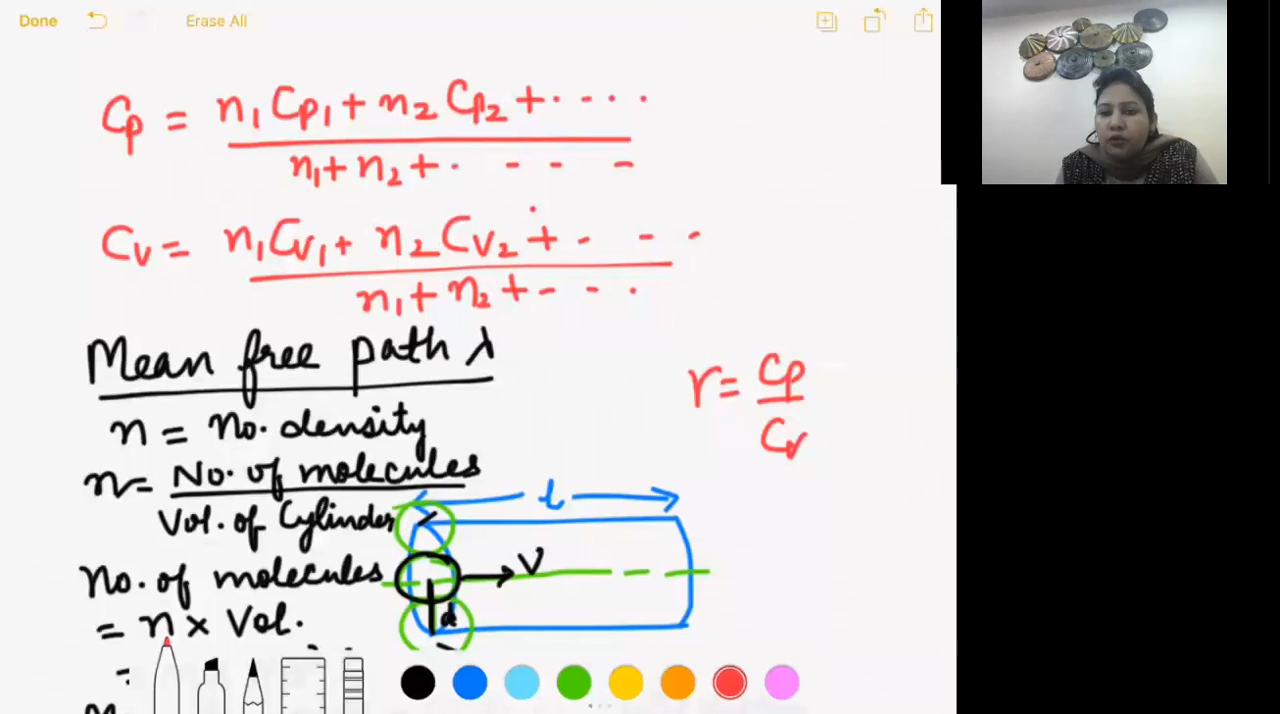 Done
Erase All
Cp = n₁Cp₁ + n₂Cp₂ + ....
n₁ + n₂ + . - - -
Cv = n₁Cv₁ + n₂Cv₂ + - - -
n₁ + n₂ + - - .
Mean free path λ
n = No. density
r = Cp
Cv
n = No. of molecules
Vol. of Cylinder
l
No. of molecules
V
= n × Vol.
d
=